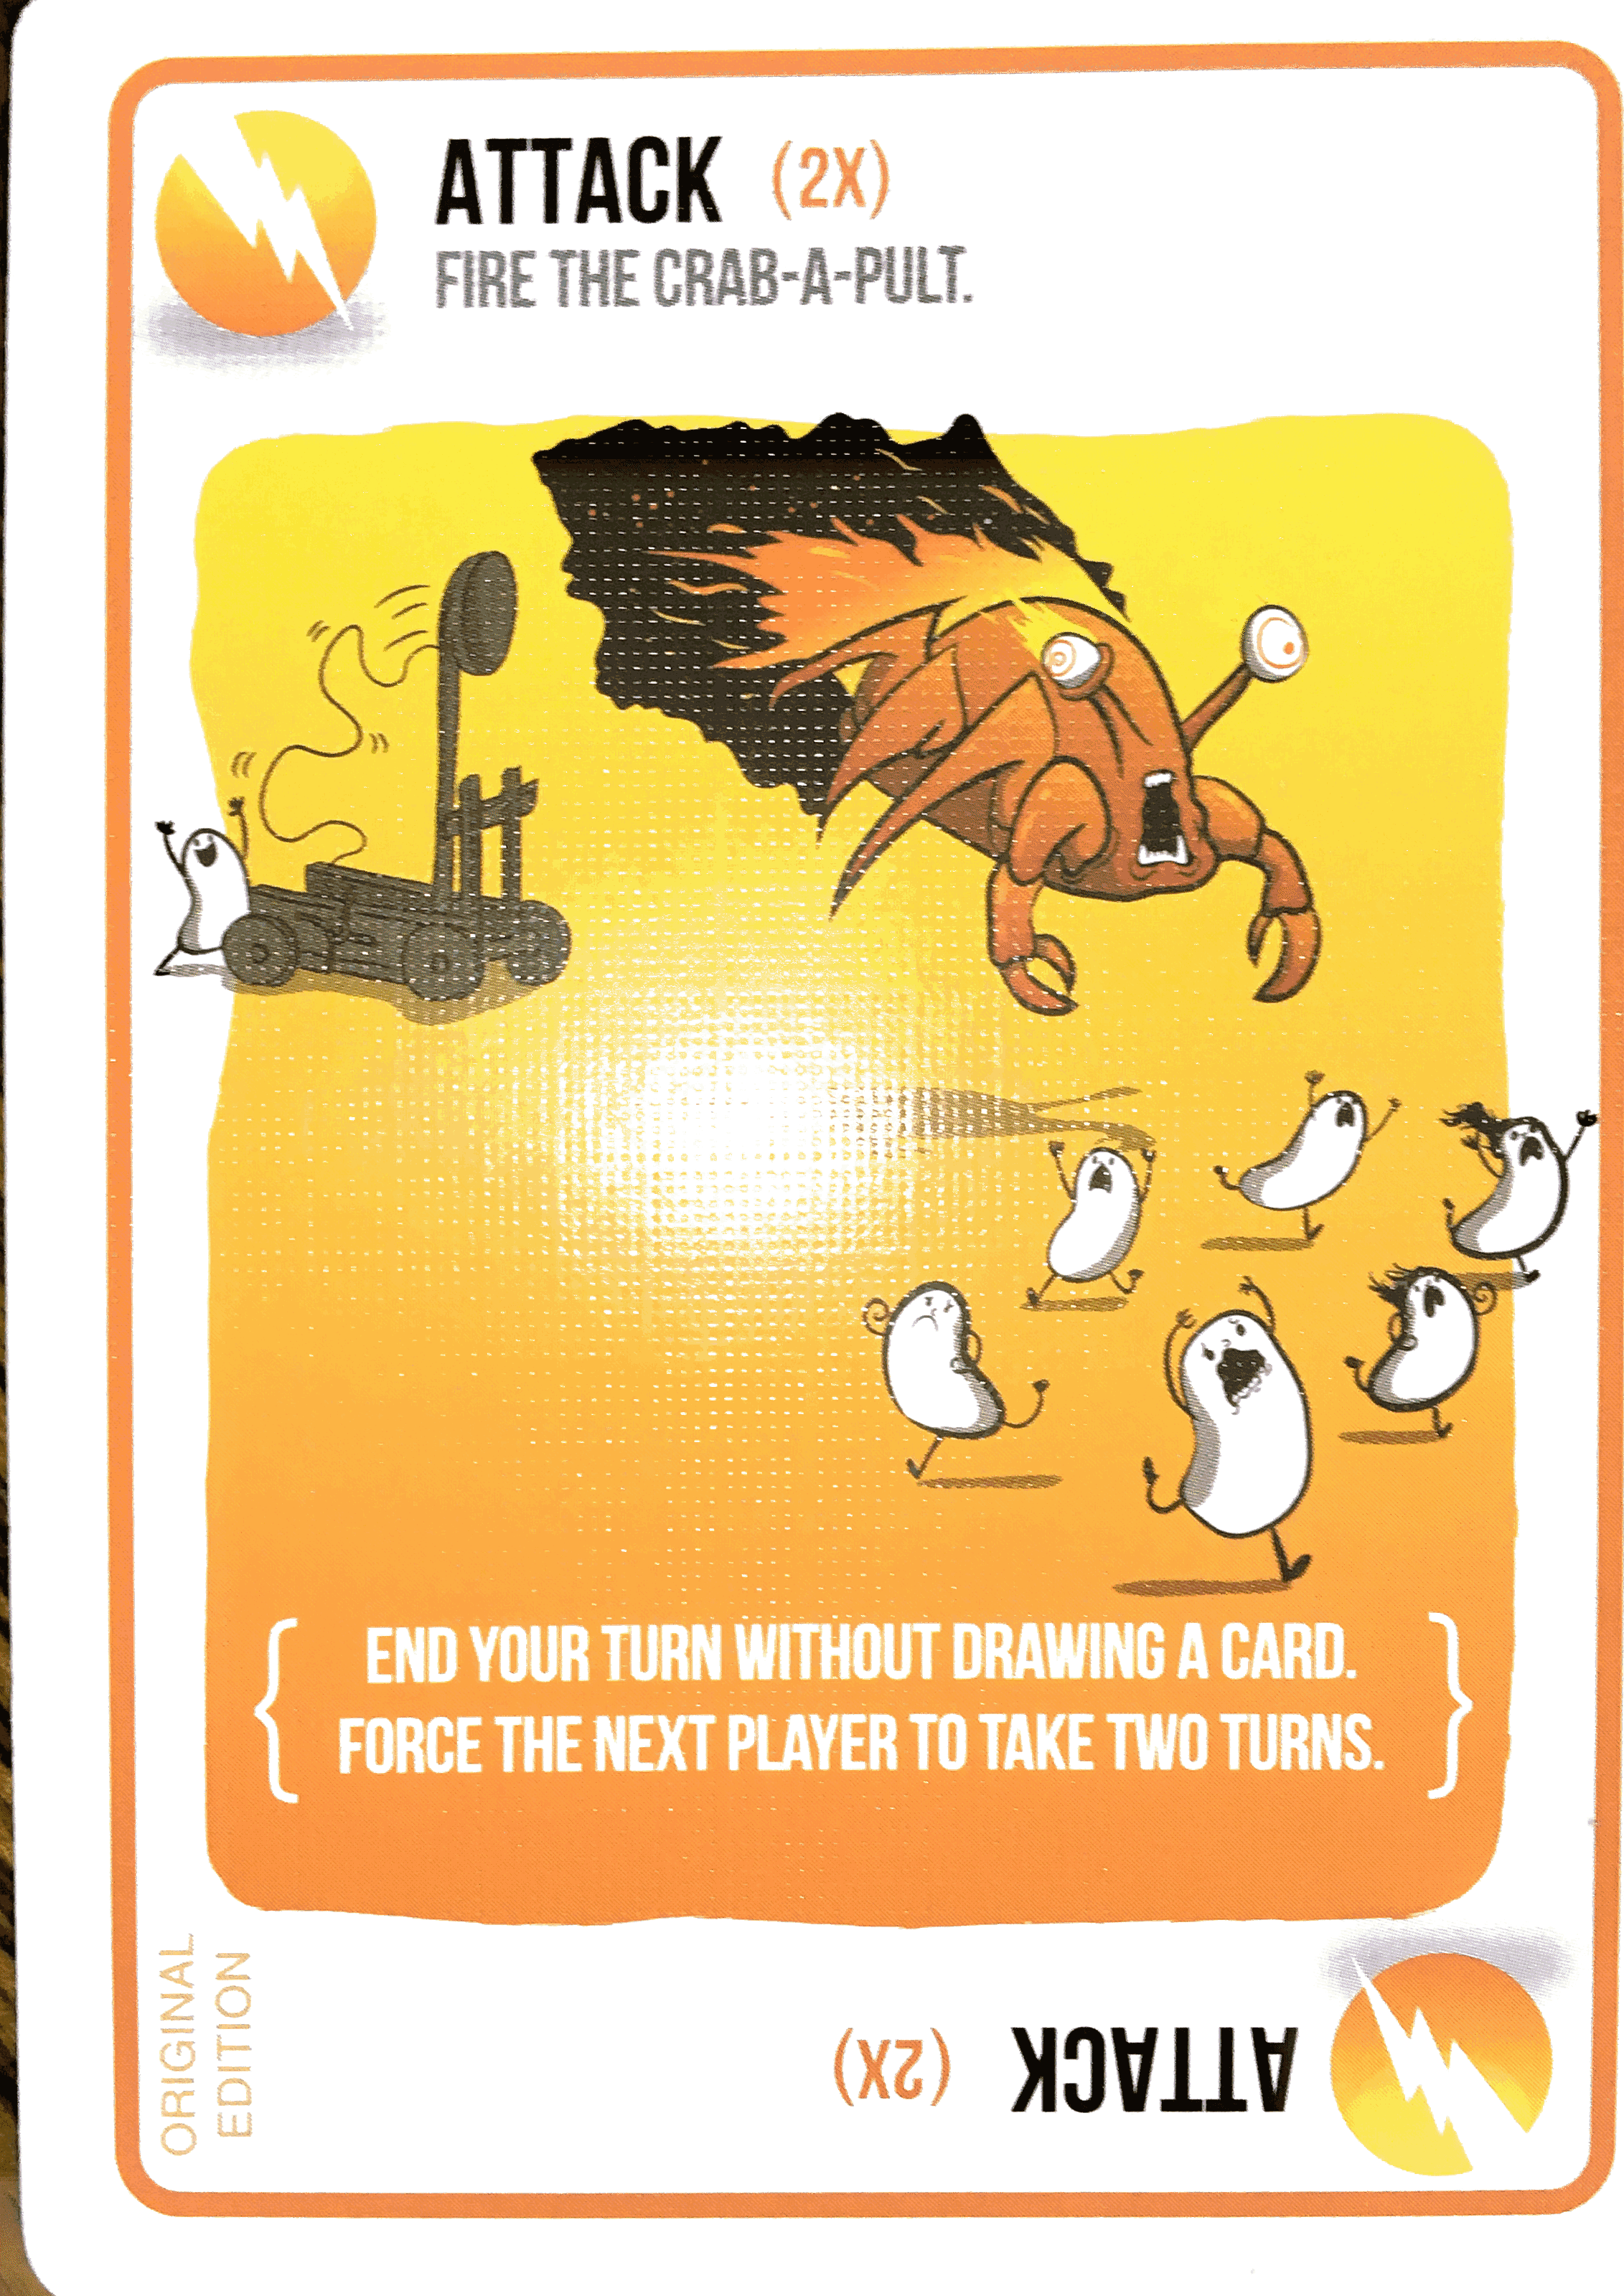 ATTACK (2X)
FIRE THE CRAB-A-PULT.
END YOUR TURN WITHOUT DRAWING A CARD.
FORCE THE NEXT PLAYER TO TAKE TWO TURNS.
ORIGINAL
EDITION
ATTACK (2X)